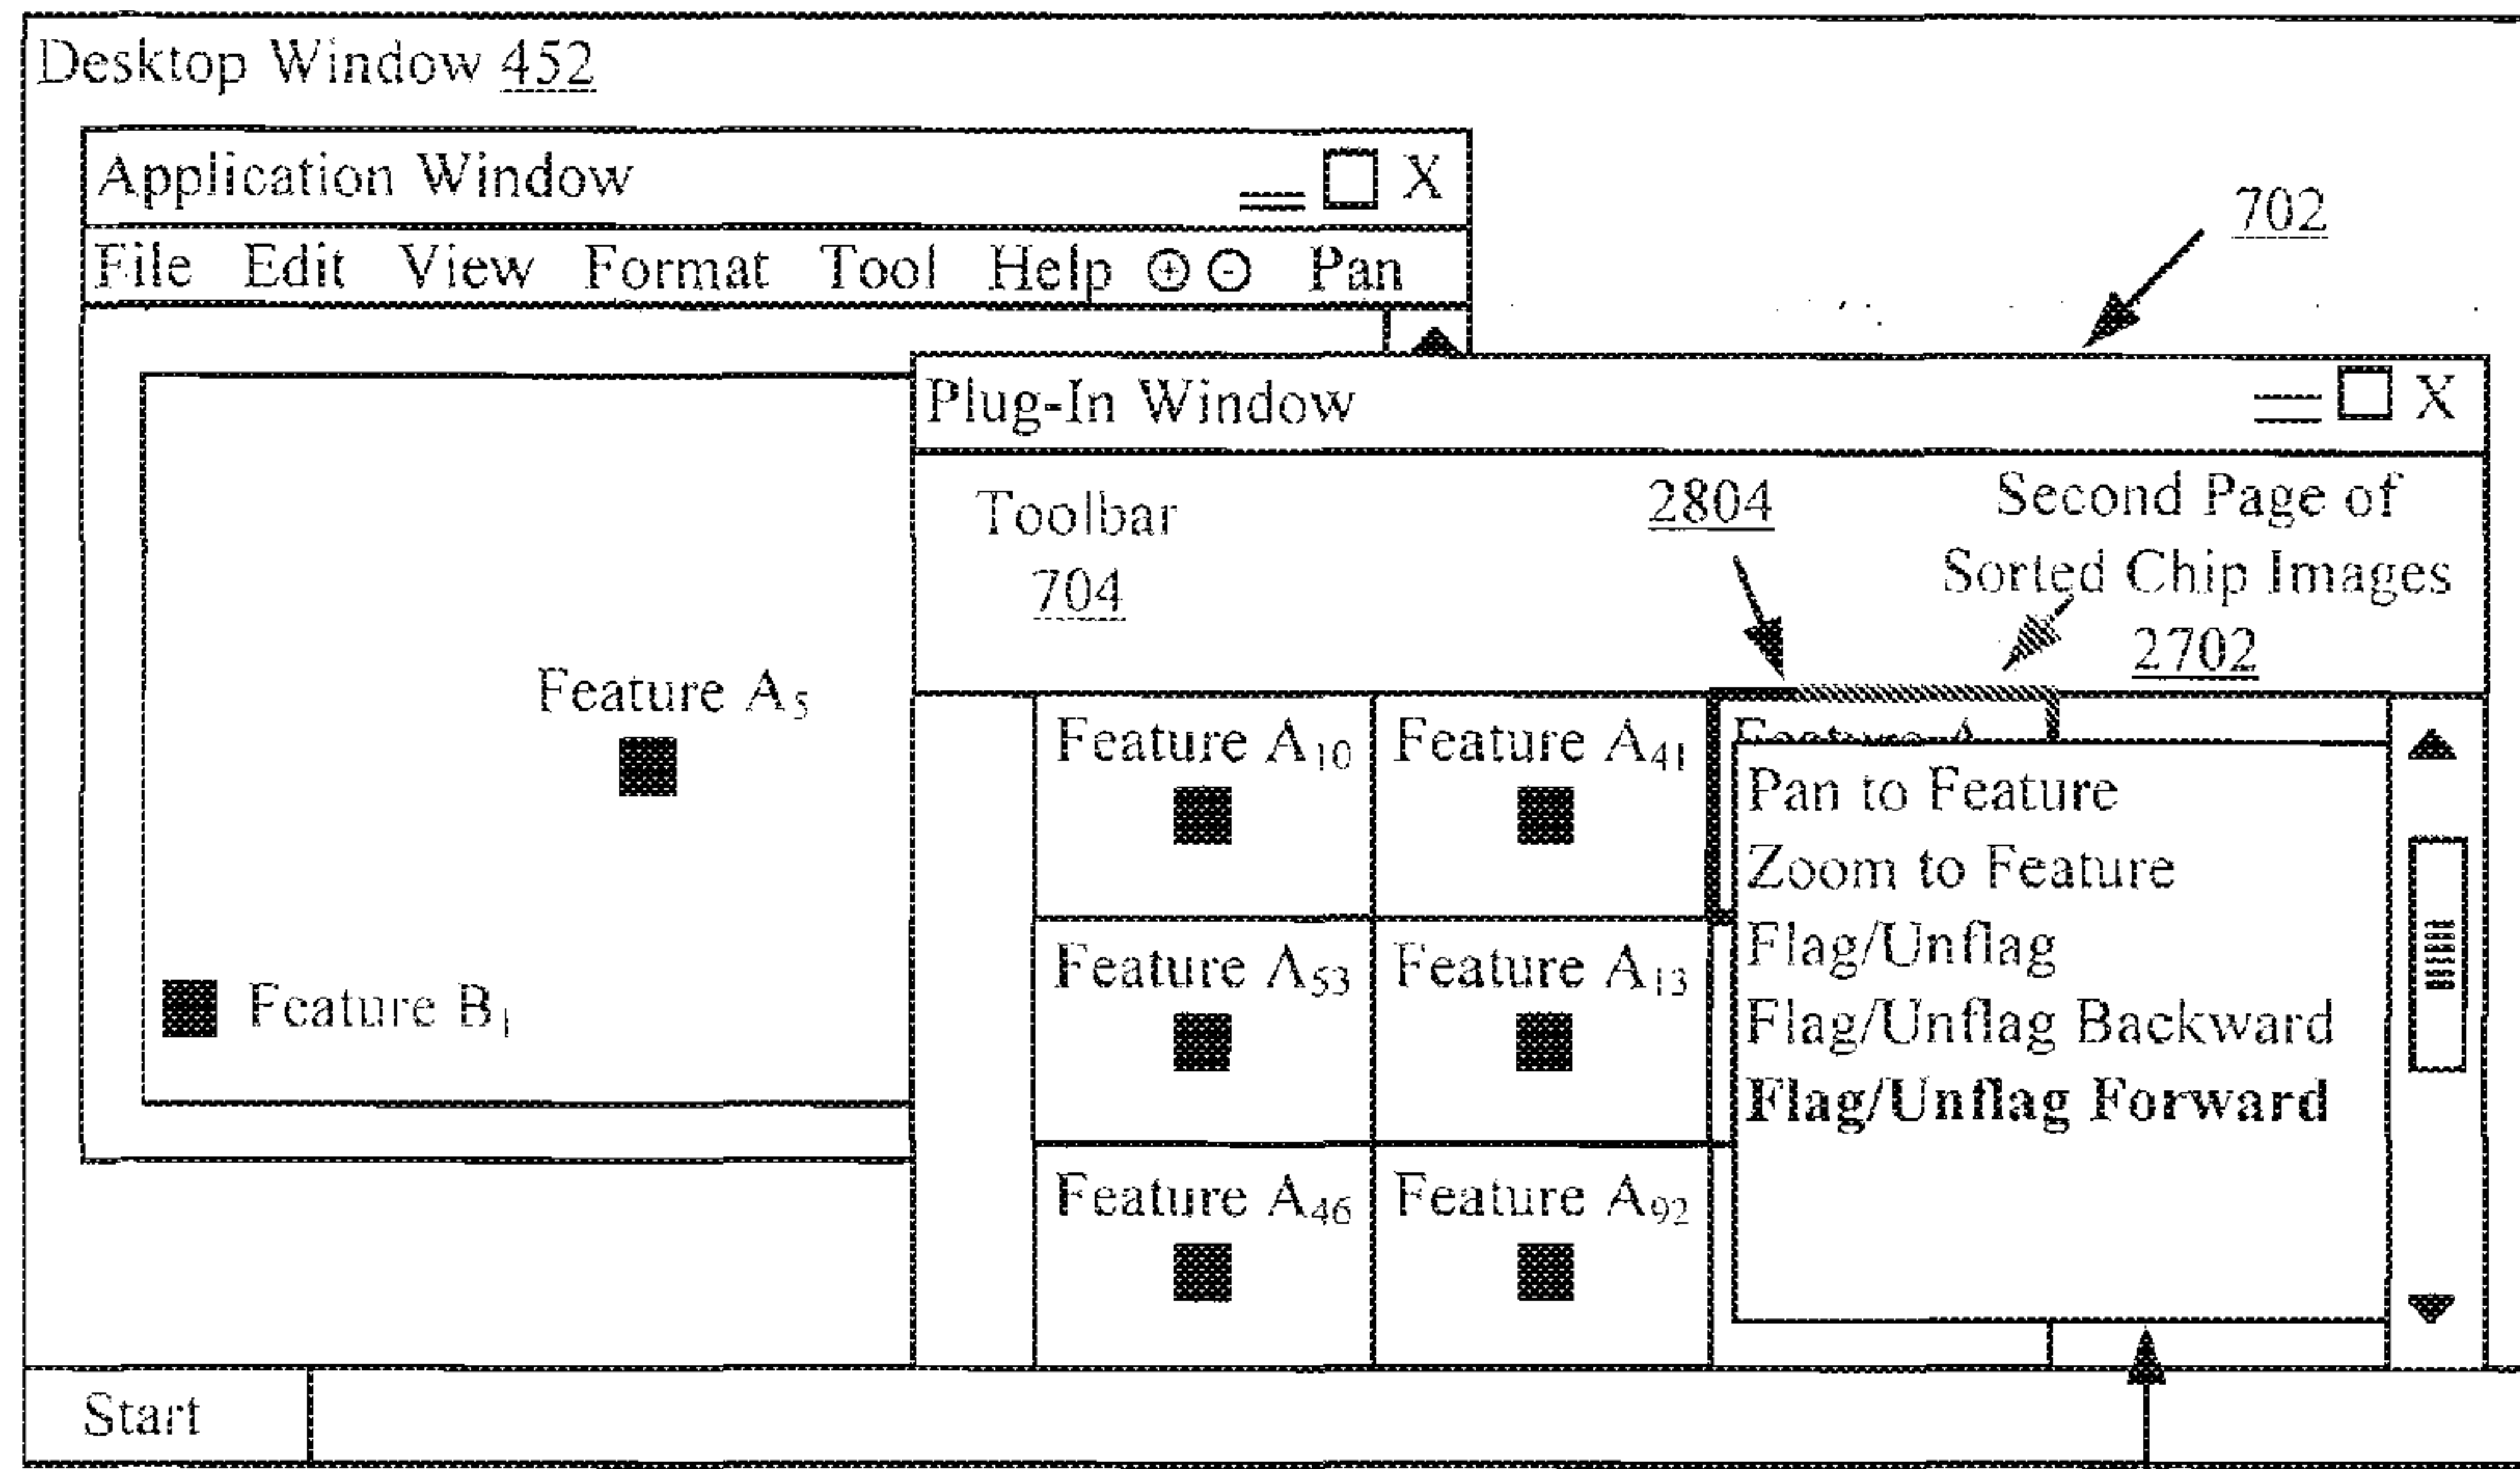 Desktop Window 452
Application Window X
File Edit View Format Tool Help + - Pan
702
Plug-In Window X
Toolbar
704
2804
Second Page of
Sorted Chip Images
2702
Feature A5
Feature B1
Feature A10 Feature A41
Feature A53 Feature A13
Feature A46 Feature A92
Pan to Feature
Zoom to Feature
Flag/Unflag
Flag/Unflag Backward
Flag/Unflag Forward
Start